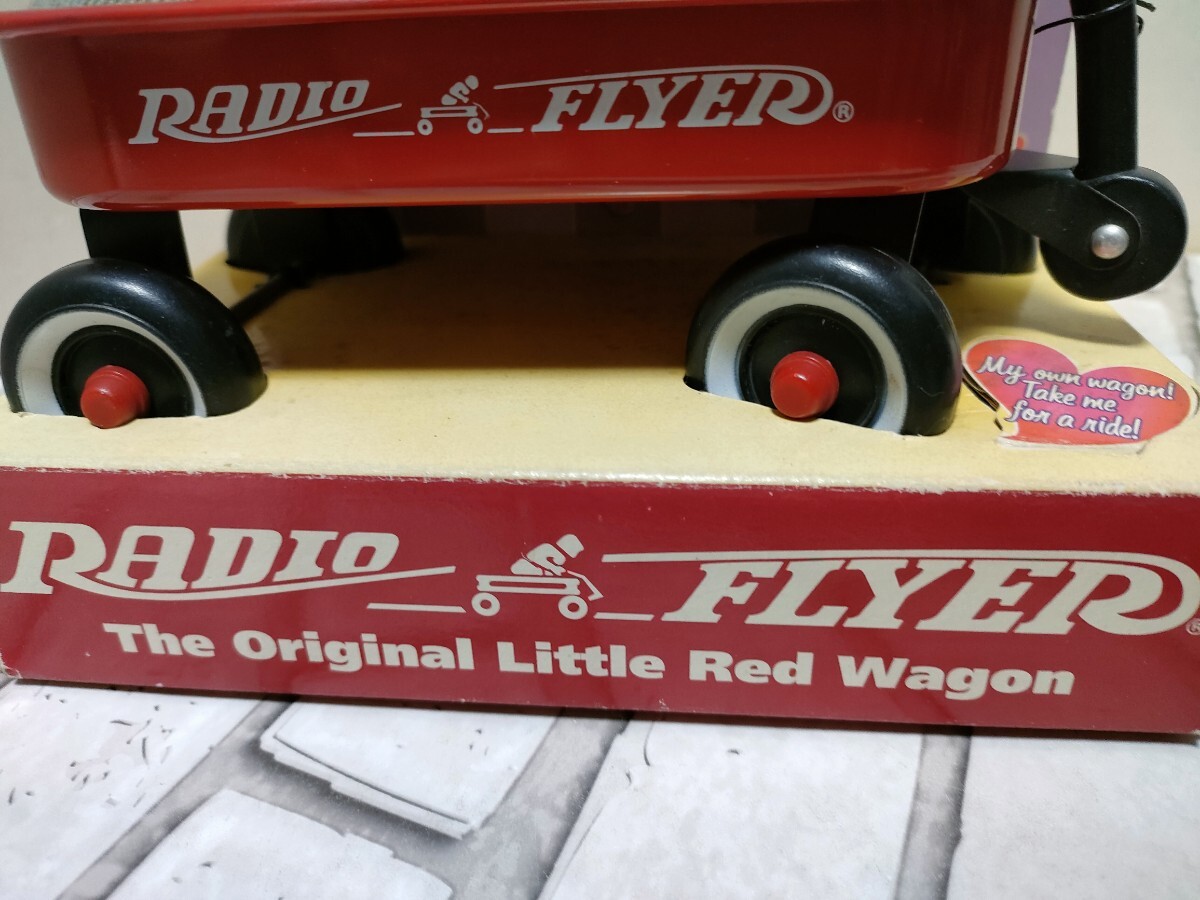 RADIO FLYER®
My own wagon!
Take me
for a ride!
RADIO FLYER®
The Original Little Red Wagon